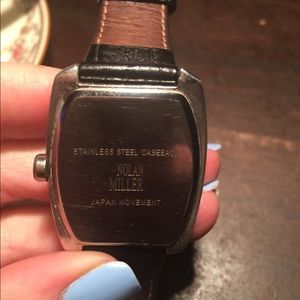 STAINLESS STEEL CASEBACK
NOLAN
MILLER
JAPAN MOVEMENT